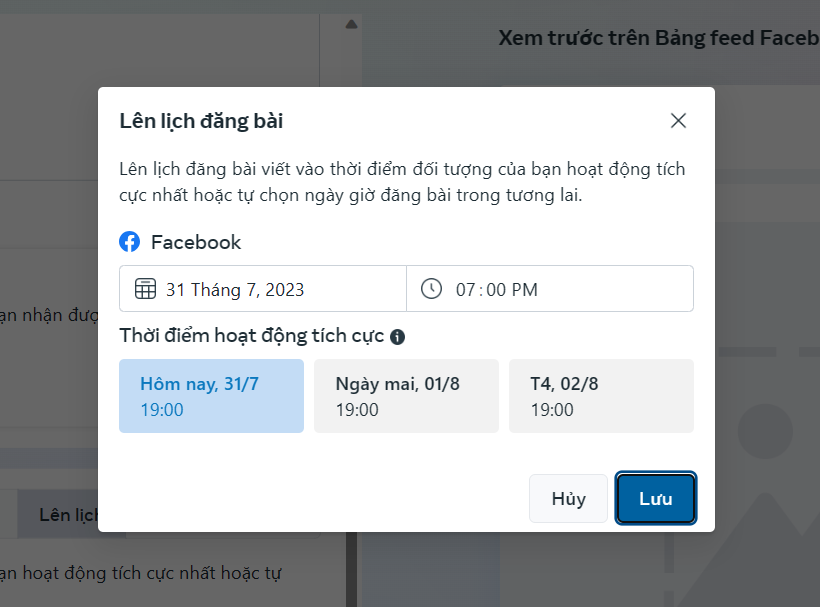 Xem trước trên Bảng feed Faceb
Lên lịch đăng bài
Lên lịch đăng bài viết vào thời điểm đối tượng của bạn hoạt động tích
cực nhất hoặc tự chọn ngày giờ đăng bài trong tương lai.
Facebook
31 Tháng 7, 2023
07:00 PM
ạn nhận đượ
Thời điểm hoạt động tích cực
Hôm nay, 31/7
19:00
Ngày mai, 01/8
19:00
T4, 02/8
19:00
Hủy
Lưu
Lên lịch
ạn hoạt động tích cực nhất hoặc tự